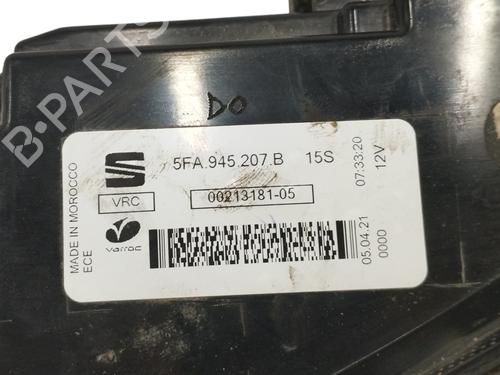 DO
5FA.945.207.B 15S
VRC
00213181-05
varroc
MADE IN MOROCCO
ECE
07:33:20
12V
05.04.21
0000
B-PARTS